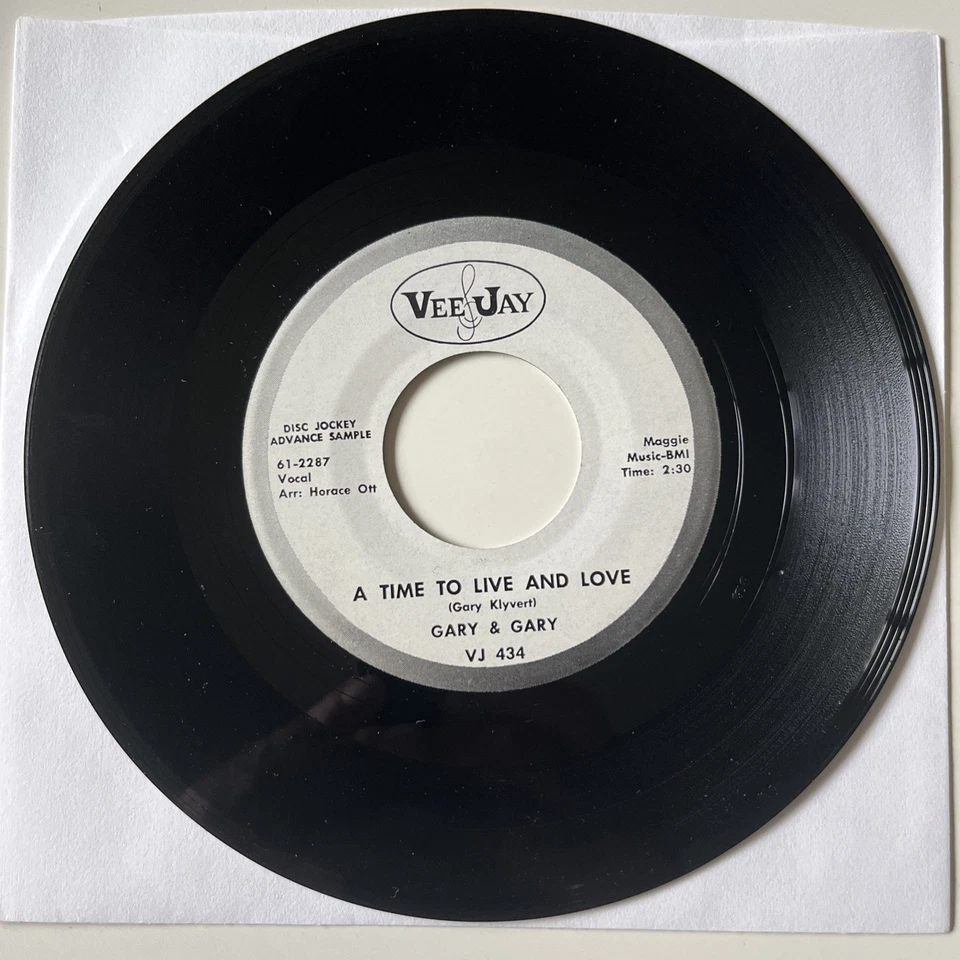 VEE JAY
DISC JOCKEY
ADVANCE SAMPLE
61-2287
Vocal
Arr: Horace Ott
Maggie
Music-BMI
Time: 2:30
A TIME TO LIVE AND LOVE
(Gary Klyvert)
GARY & GARY
VJ 434